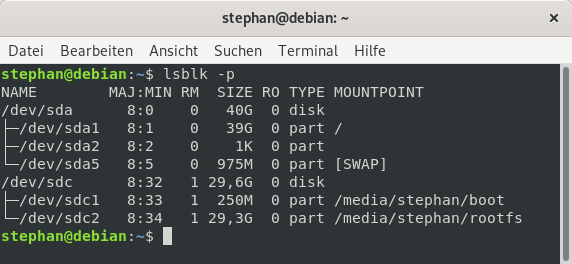 stephan@debian: ~
Datei Bearbeiten Ansicht Suchen Terminal Hilfe
stephan@debian:~$ lsblk -p
NAME        MAJ:MIN RM  SIZE RO TYPE MOUNTPOINT
/dev/sda      8:0    0   40G  0 disk
├─/dev/sda1   8:1    0   39G  0 part /
├─/dev/sda2   8:2    0    1K  0 part
└─/dev/sda5   8:5    0  975M  0 part [SWAP]
/dev/sdc      8:32   1 29,6G  0 disk
├─/dev/sdc1   8:33   1  250M  0 part /media/stephan/boot
└─/dev/sdc2   8:34   1 29,3G  0 part /media/stephan/rootfs
stephan@debian:~$